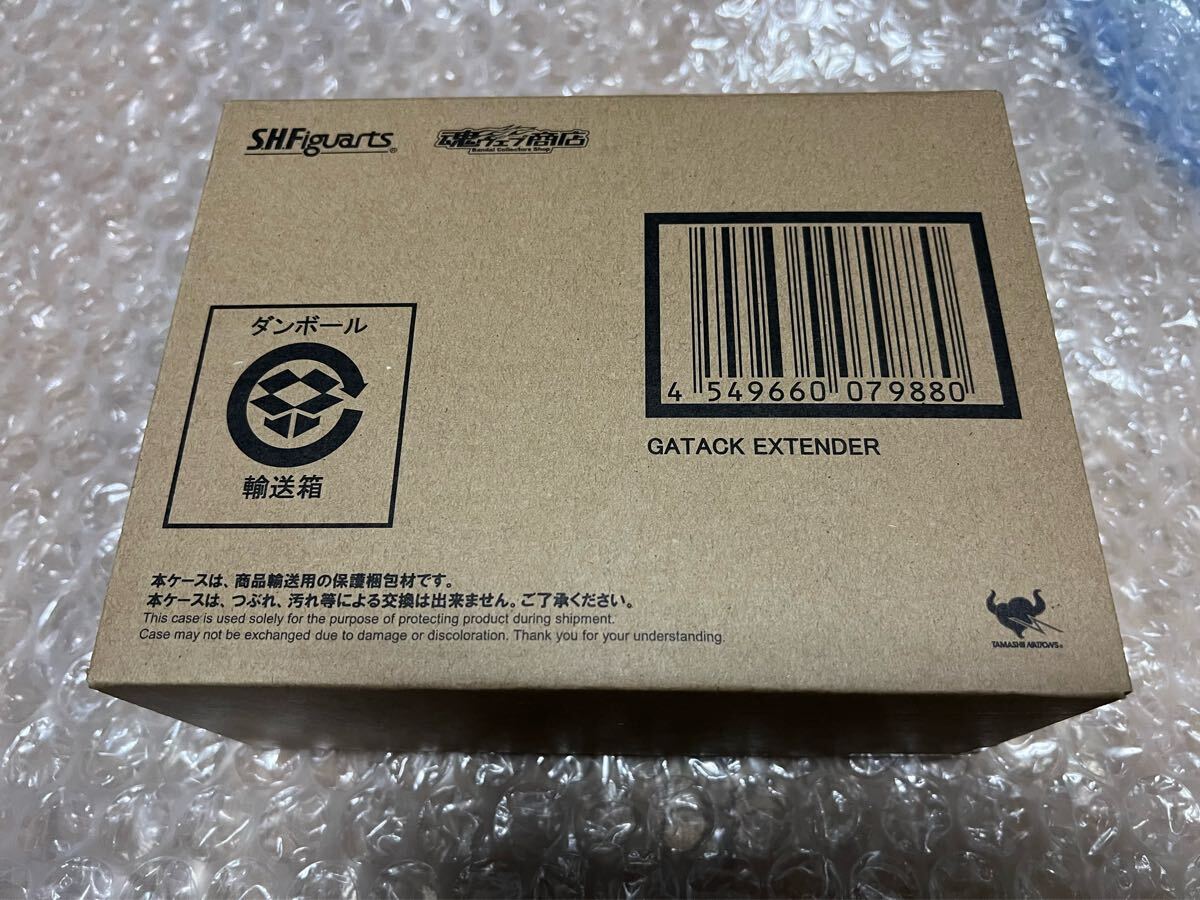 S.H.Figuarts®
魂ウェブ商店
Bandai Collectors Shop
4 549660 079880
GATACK EXTENDER
ダンボール
輸送箱
本ケースは、商品輸送用の保護梱包材です。
本ケースは、つぶれ、汚れ等による交換は出来ません。ご了承ください。
This case is used solely for the purpose of protecting product during shipment.
Case may not be exchanged due to damage or discoloration. Thank you for your understanding.
TAMASHII NATIONS®